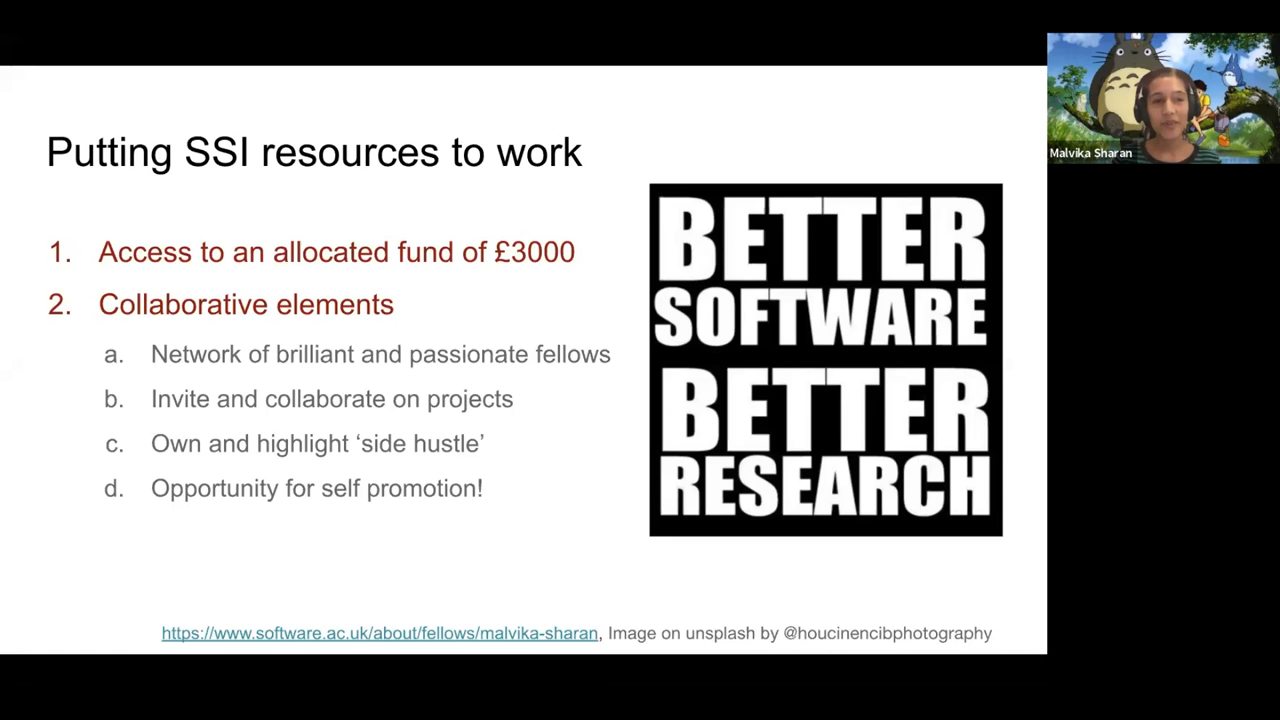 Putting SSI resources to work
1. Access to an allocated fund of £3000
2. Collaborative elements
a. Network of brilliant and passionate fellows
b. Invite and collaborate on projects
c. Own and highlight ‘side hustle’
d. Opportunity for self promotion!
BETTER
SOFTWARE
BETTER
RESEARCH
https://www.software.ac.uk/about/fellows/malvika-sharan, Image on unsplash by @houcinencibphotography
Malvika Sharan